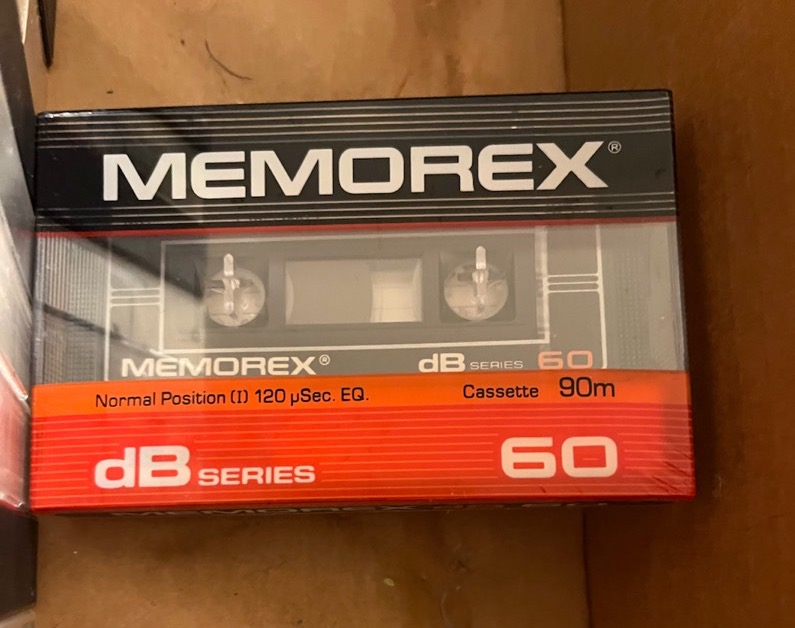 MEMOREX®
MEMOREX®
dB SERIES 60
Normal Position (I) 120 µSec. EQ.
Cassette 90m
dB SERIES
60